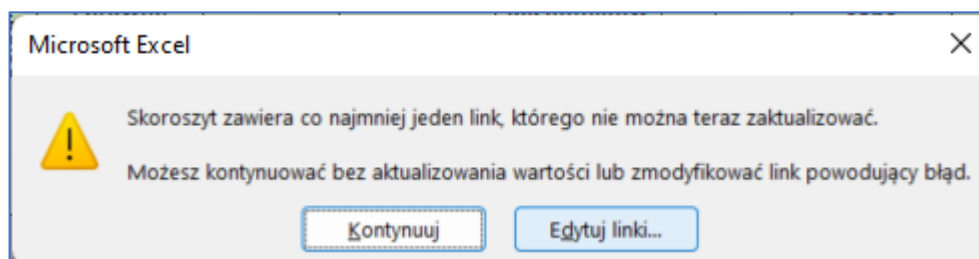 Microsoft Excel
Skoroszyt zawiera co najmniej jeden link, którego nie można teraz zaktualizować.
Możesz kontynuować bez aktualizowania wartości lub zmodyfikować link powodujący błąd.
Kontynuuj
Edytuj linki...